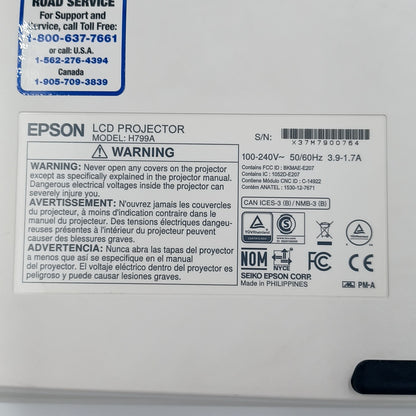 ROAD SERVICE
For Support and
Service, call Toll Free:
1-800-637-7661
or call: U.S.A.
1-562-276-4394
Canada
1-905-709-3839
EPSON LCD PROJECTOR
MODEL: H799A
WARNING
WARNING: Never open any covers on the projector
except as specifically explained in the projector manual.
Dangerous electrical voltages inside the projector can
severely injure you.
AVERTISSEMENT: N'ouvrez jamais les couvercles
du projecteur, à moins d'indication contraire dans le
manuel du projecteur. Des tensions électriques dangeu-
reuses présentes à l'intérieur du projecteur peuvent
entraîner des blessures graves.
ADVERTENCIA: Nunca abra las tapas del proyector
a menos que así se especifique en el manual del
proyector. El voltaje eléctrico dentro del proyector es
peligroso y puede causar lesiones graves.
S/N:
X37M7900764
100-240V~ 50/60Hz 3.9-1.7A
Contains FCC ID : BKMAE-E207
Contains IC : 1052D-E207
Contiene Módulo CNC ID : C-14922
Contém ANATEL : 1530-12-7671
CAN ICES-3 (B) / NMB-3 (B)
NOM
NYCE
FC CE
SEIKO EPSON CORP.
Made in PHILIPPINES
PM-A